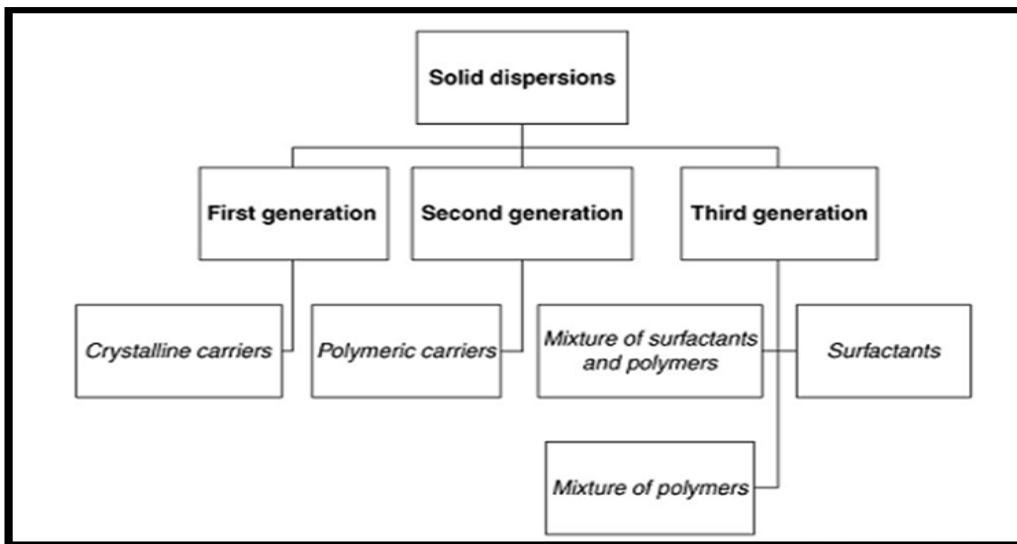 Solid dispersions
First generation
Second generation
Third generation
Crystalline carriers
Polymeric carriers
Mixture of surfactants
and polymers
Surfactants
Mixture of polymers